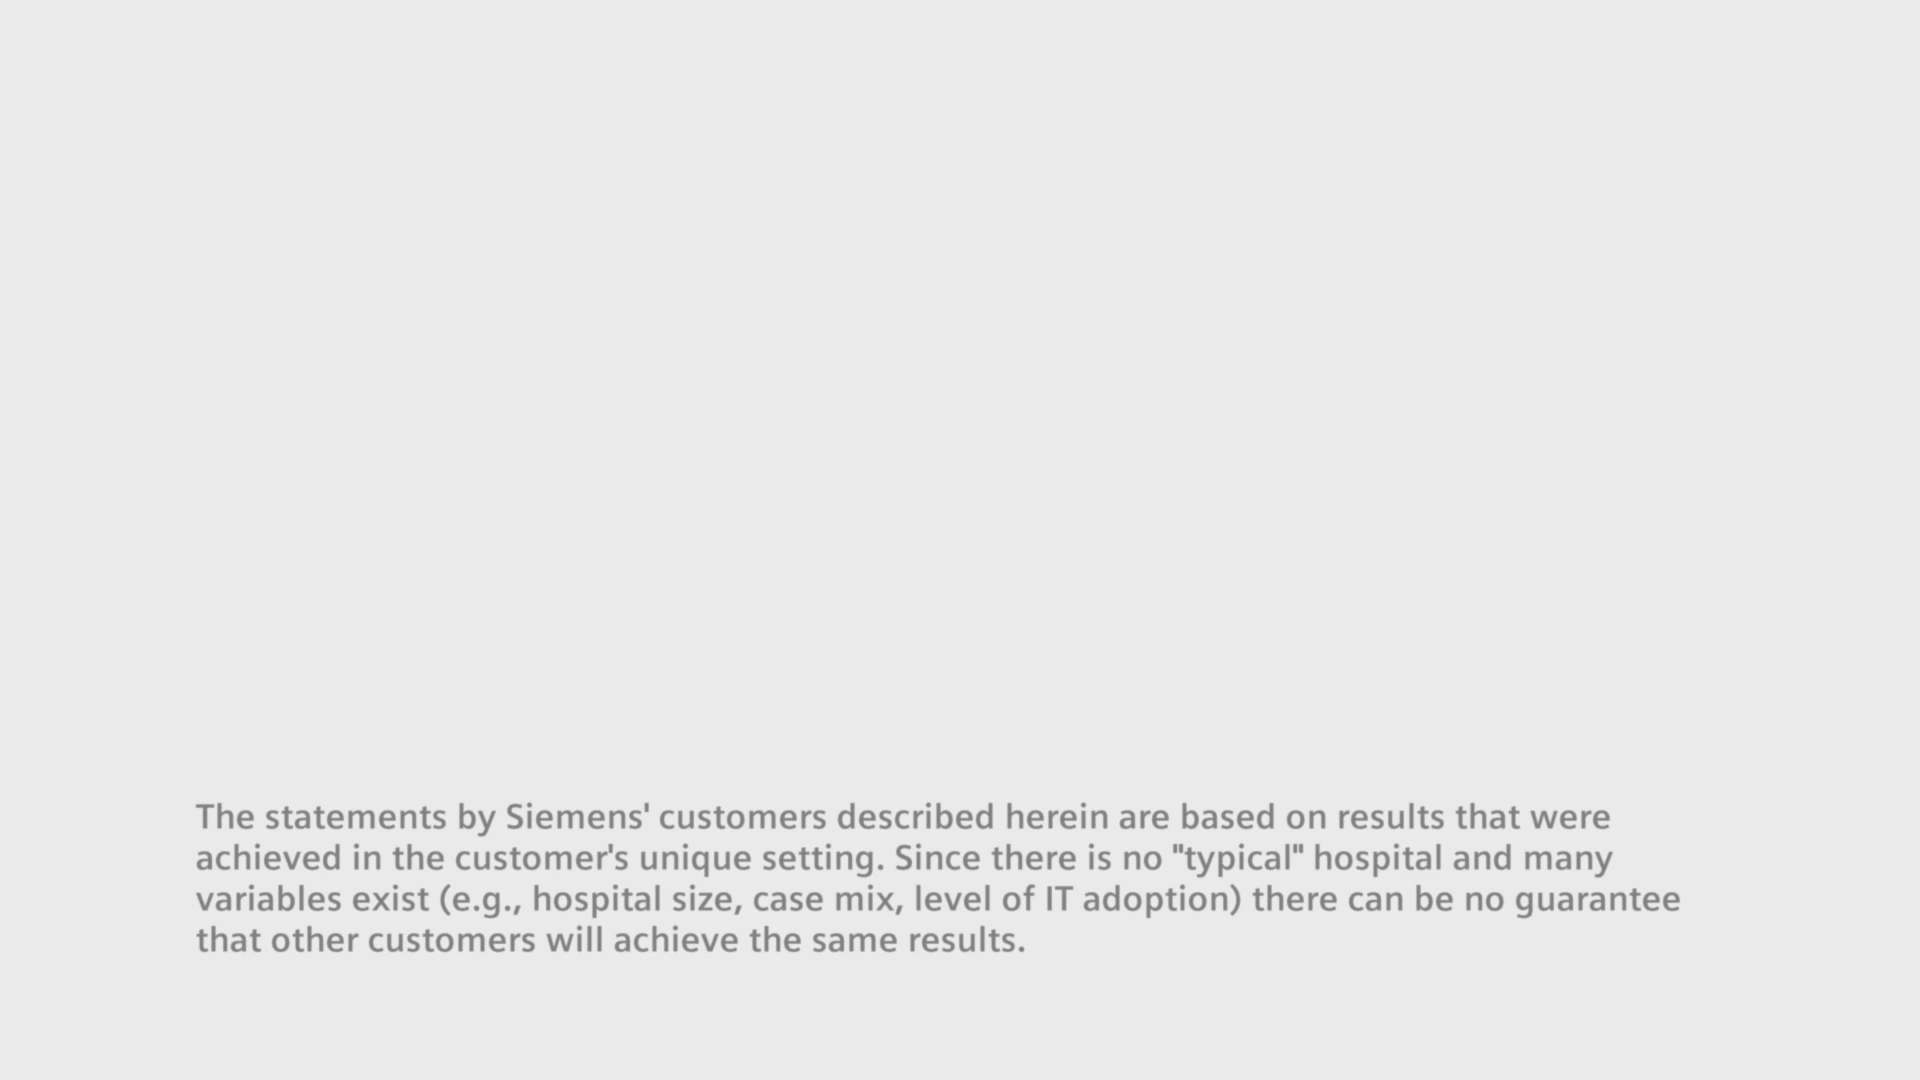 The statements by Siemens' customers described herein are based on results that were
achieved in the customer's unique setting. Since there is no "typical" hospital and many
variables exist (e.g., hospital size, case mix, level of IT adoption) there can be no guarantee
that other customers will achieve the same results.